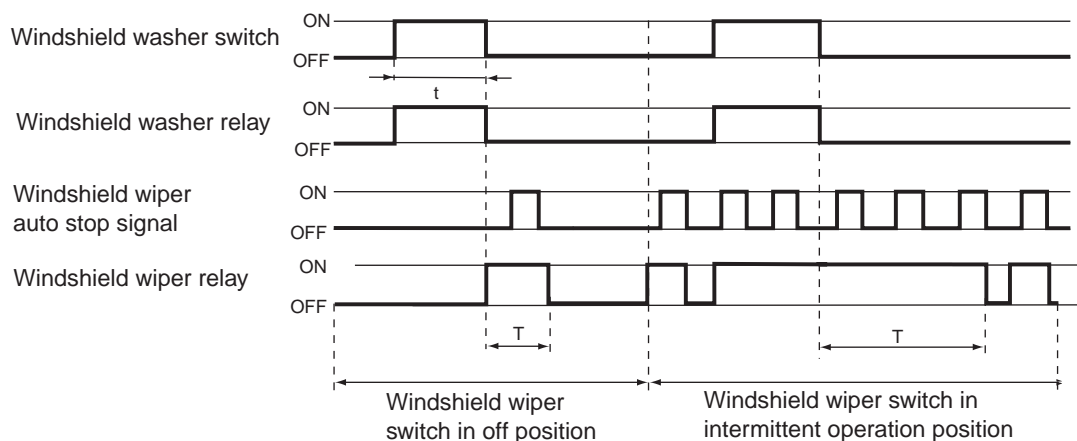 ON
Windshield washer switch
OFF
t
ON
Windshield washer relay
OFF
ON
Windshield wiper
auto stop signal
OFF
ON
Windshield wiper relay
OFF
T
T
Windshield wiper
switch in off position
Windshield wiper switch in
intermittent operation position